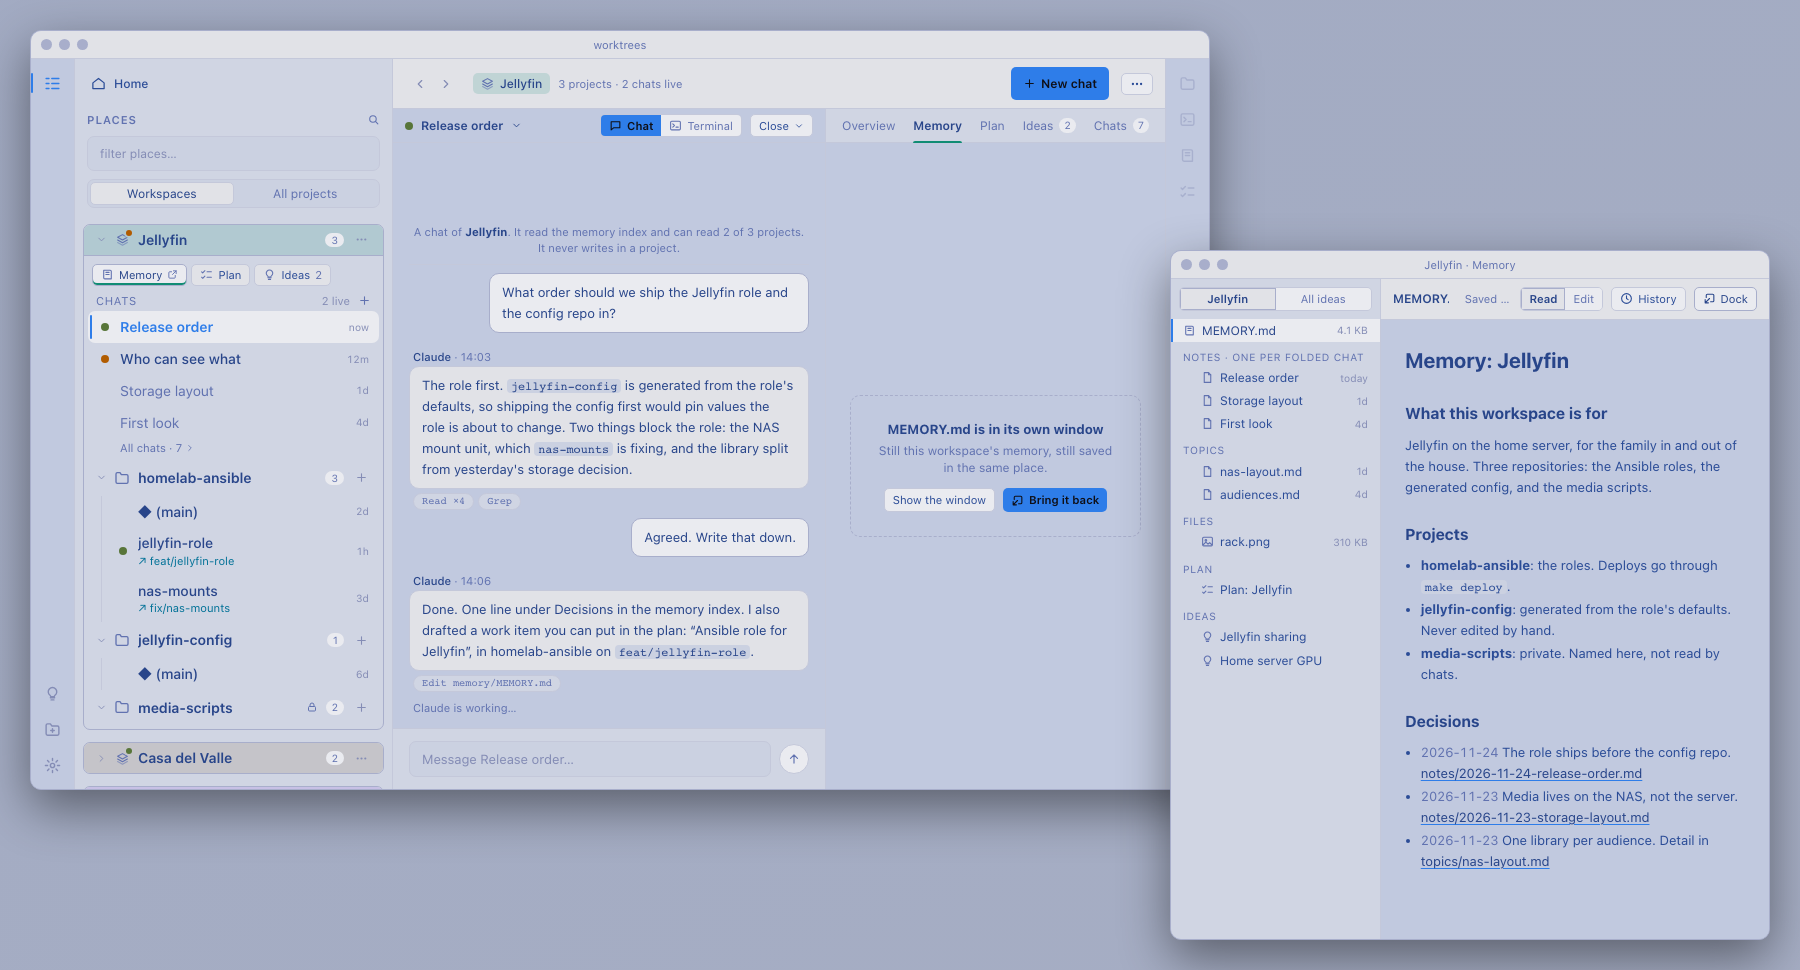 worktrees
Home
PLACES
filter places...
Workspaces
All projects
Jellyfin
3
Memory
Plan
Ideas 2
CHATS
2 live
Release order
now
Who can see what
12m
Storage layout
1d
First look
4d
All chats · 7
homelab-ansible
3
(main)
2d
jellyfin-role
1h
feat/jellyfin-role
nas-mounts
3d
fix/nas-mounts
jellyfin-config
1
(main)
6d
media-scripts
2
Casa del Valle
2
Jellyfin
3 projects · 2 chats live
New chat
Release order
Chat
Terminal
Close
A chat of Jellyfin. It read the memory index and can read 2 of 3 projects.
It never writes in a project.
What order should we ship the Jellyfin role and
the config repo in?
Claude · 14:03
The role first. jellyfin-config is generated from the role's
defaults, so shipping the config first would pin values the
role is about to change. Two things block the role: the NAS
mount unit, which nas-mounts is fixing, and the library split
from yesterday's storage decision.
Read ×4
Grep
Agreed. Write that down.
Claude · 14:06
Done. One line under Decisions in the memory index. I also
drafted a work item you can put in the plan: “Ansible role for
Jellyfin”, in homelab-ansible on feat/jellyfin-role.
Edit memory/MEMORY.md
Claude is working...
Message Release order...
Overview
Memory
Plan
Ideas 2
Chats 7
MEMORY.md is in its own window
Still this workspace's memory, still saved
in the same place.
Show the window
Bring it back
Jellyfin · Memory
Jellyfin
All ideas
MEMORY.md
4.1 KB
NOTES · ONE PER FOLDED CHAT
Release order
today
Storage layout
1d
First look
4d
TOPICS
nas-layout.md
1d
audiences.md
4d
FILES
rack.png
310 KB
PLAN
Plan: Jellyfin
IDEAS
Jellyfin sharing
Home server GPU
MEMORY.
Saved ...
Read
Edit
History
Dock
Memory: Jellyfin
What this workspace is for
Jellyfin on the home server, for the family in and out of
the house. Three repositories: the Ansible roles, the
generated config, and the media scripts.
Projects
• homelab-ansible: the roles. Deploys go through
make deploy.
• jellyfin-config: generated from the role's defaults.
Never edited by hand.
• media-scripts: private. Named here, not read by
chats.
Decisions
• 2026-11-24 The role ships before the config repo.
notes/2026-11-24-release-order.md
• 2026-11-23 Media lives on the NAS, not the server.
notes/2026-11-23-storage-layout.md
• 2026-11-23 One library per audience. Detail in
topics/nas-layout.md